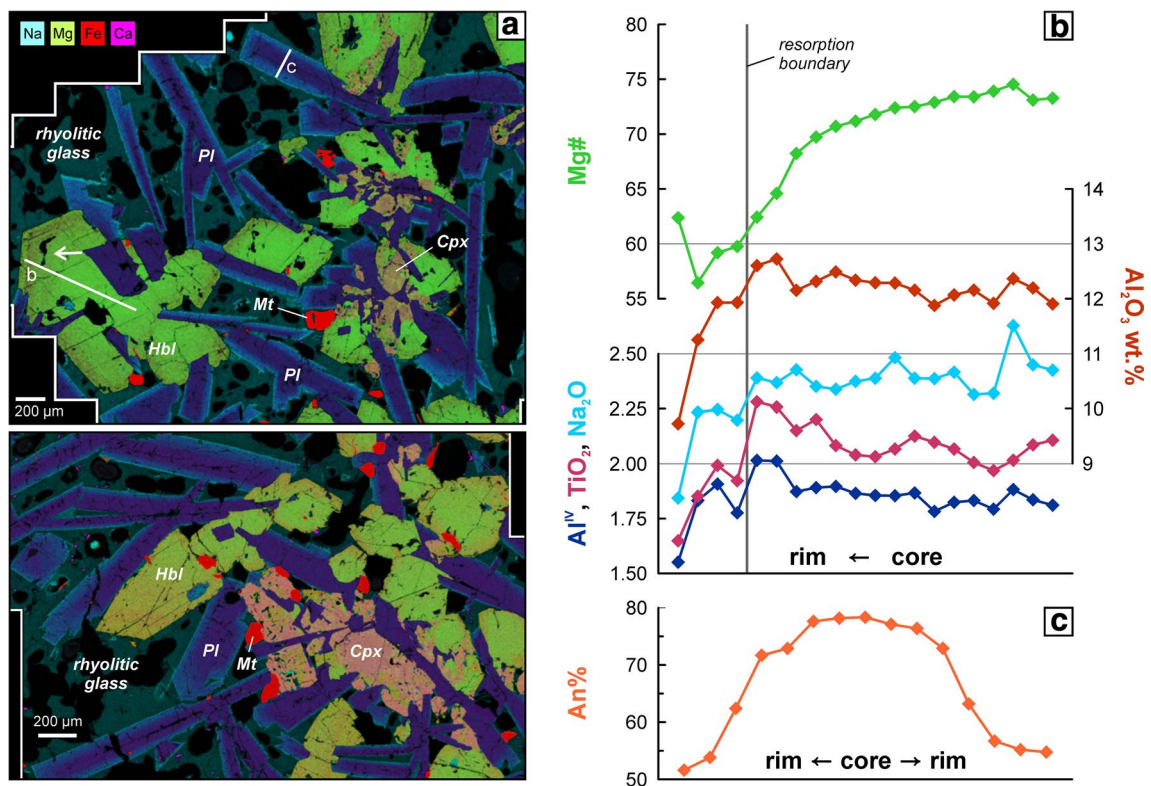 a
Na Mg Fe Ca
c
rhyolitic
glass
Pl
Cpx
b
Mt
Hbl
Pl
200 µm
Hbl
Pl
Mt
Cpx
rhyolitic
glass
200 µm
b
resorption
boundary
80
75
70
65
60
55
2.50
2.25
2.00
1.75
1.50
Mg#
Al^IV, TiO₂, Na₂O
14
13
12
11
10
9
Al₂O₃ wt.%
rim ← core
c
80
70
60
50
An%
rim ← core → rim